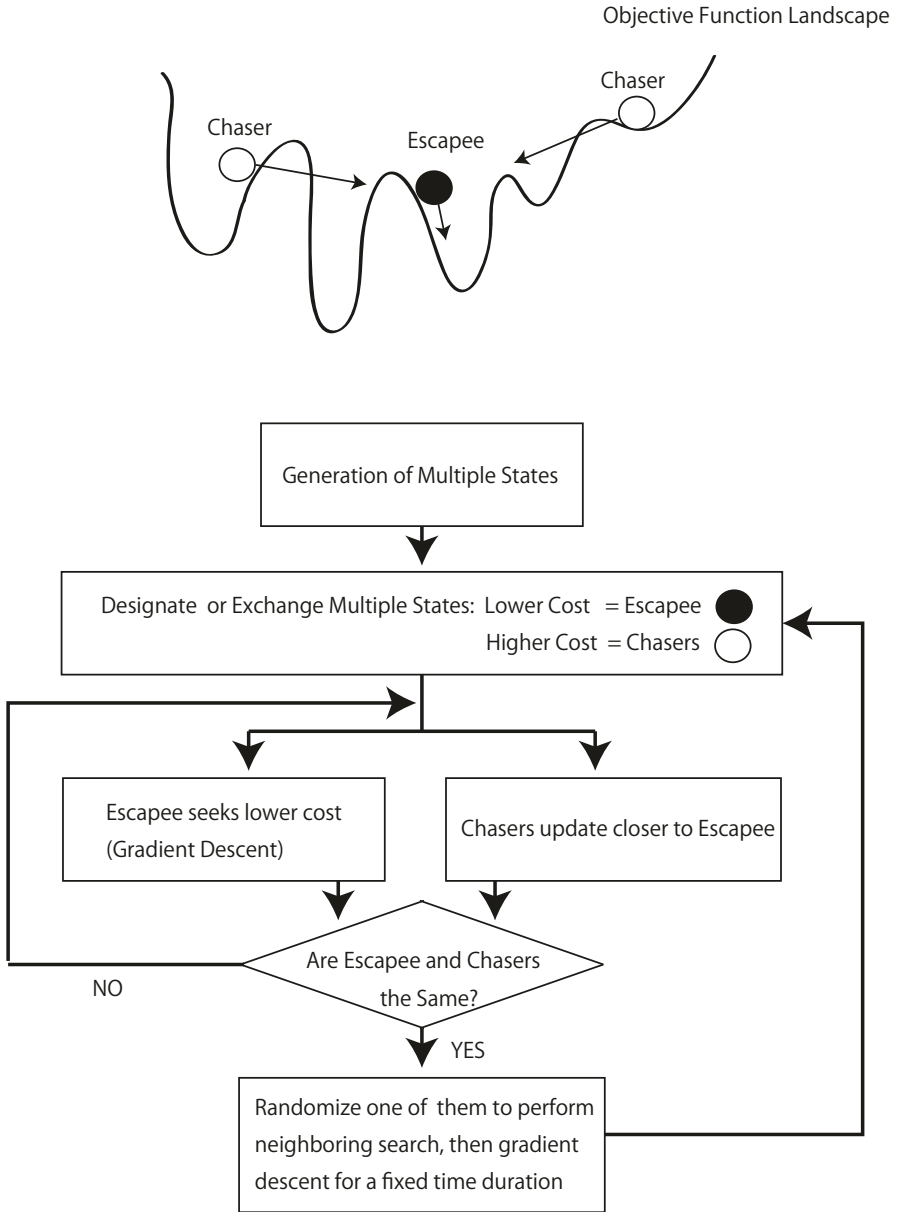 Objective Function Landscape
Chaser
Chaser
Escapee
Generation of Multiple States
Designate or Exchange Multiple States: Lower Cost = Escapee
Higher Cost = Chasers
Escapee seeks lower cost
(Gradient Descent)
Chasers update closer to Escapee
Are Escapee and Chasers
the Same?
NO
YES
Randomize one of them to perform
neighboring search, then gradient
descent for a fixed time duration